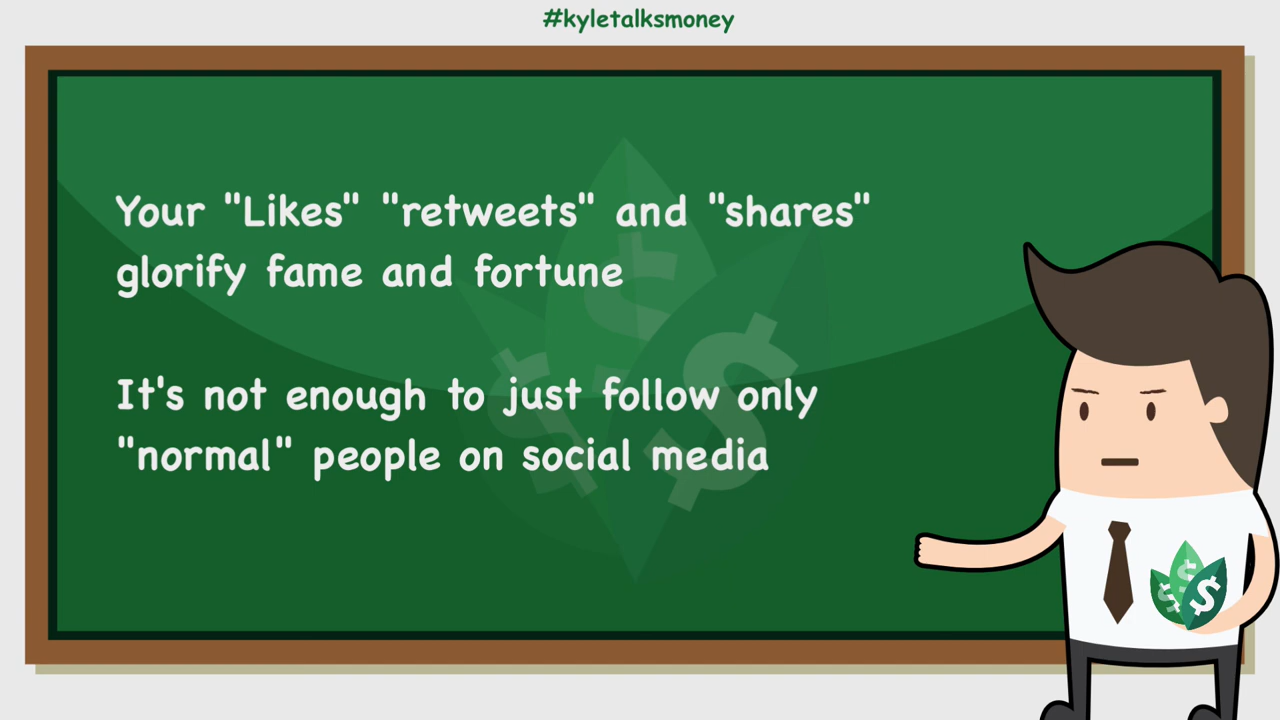 #kyletalksmoney
Your "Likes" "retweets" and "shares"
glorify fame and fortune
It's not enough to just follow only
"normal" people on social media